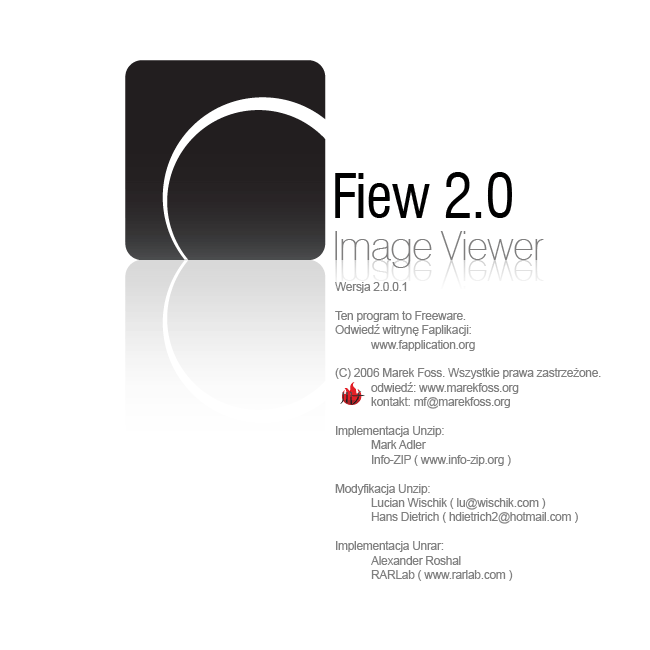 Fiew 2.0
Image Viewer
Wersja 2.0.0.1
Ten program to Freeware.
Odwiedź witrynę Faplikacji:
www.fapplication.org
(C) 2006 Marek Foss. Wszystkie prawa zastrzeżone.
odwiedź: www.marekfoss.org
kontakt: mf@marekfoss.org
Implementacja Unzip:
Mark Adler
Info-ZIP ( www.info-zip.org )
Modyfikacja Unzip:
Lucian Wischik ( lu@wischik.com )
Hans Dietrich ( hdietrich2@hotmail.com )
Implementacja Unrar:
Alexander Roshal
RARLab ( www.rarlab.com )